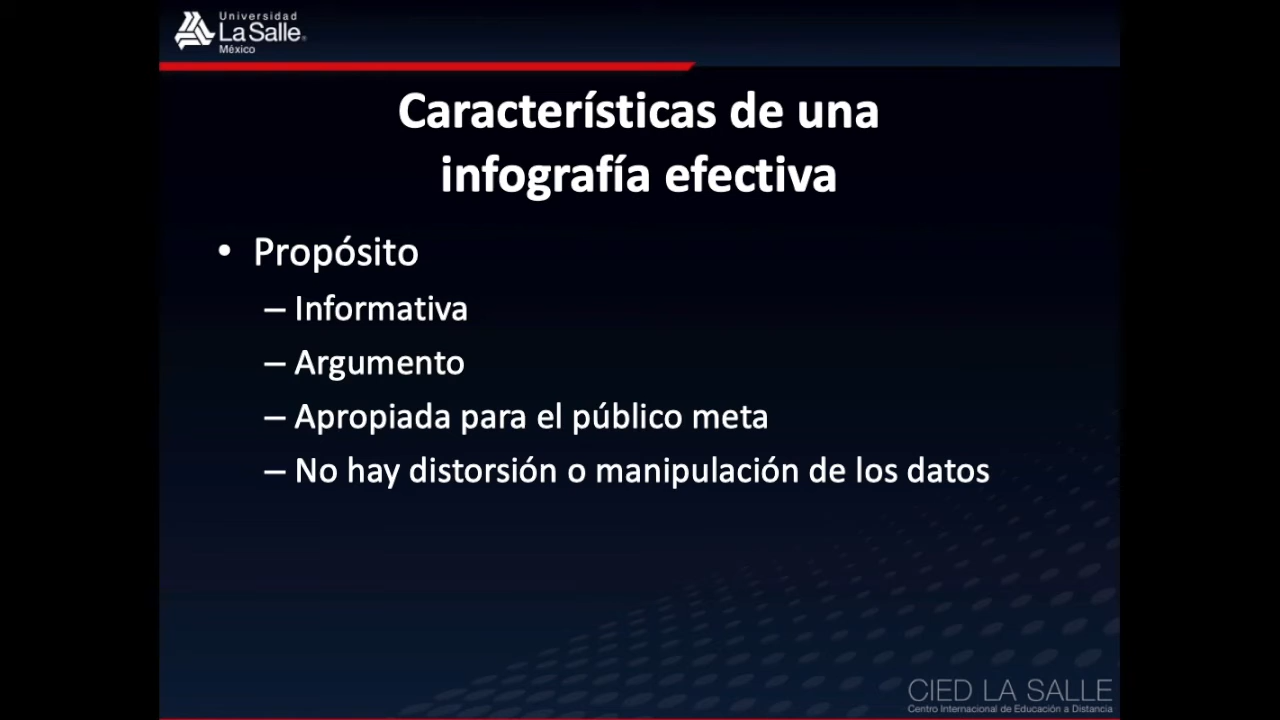 Universidad
La Salle
México
Características de una
infografía efectiva
• Propósito
– Informativa
– Argumento
– Apropiada para el público meta
– No hay distorsión o manipulación de los datos
CIED LA SALLE
Centro Internacional de Educación a Distancia